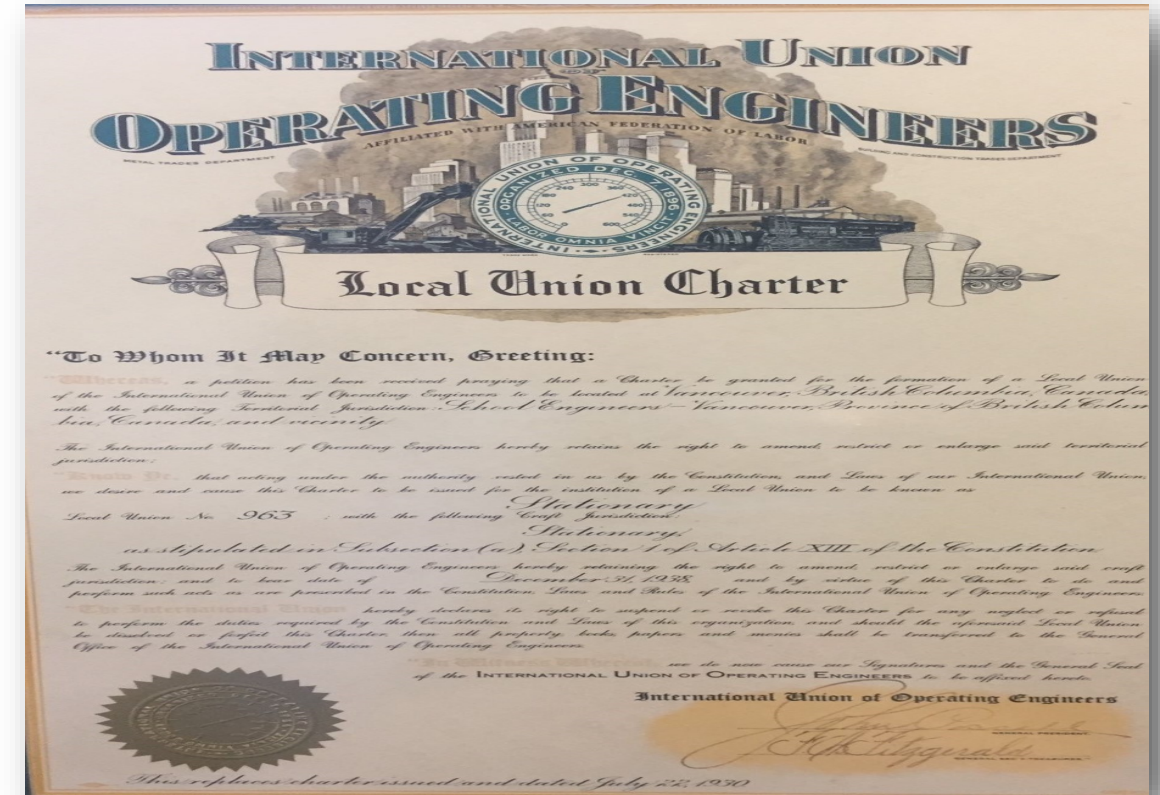 INTERNATIONAL UNION
OF
OPERATING ENGINEERS
AFFILIATED WITH AMERICAN FEDERATION OF LABOR
METAL TRADES DEPARTMENT
BUILDING AND CONSTRUCTION TRADES DEPARTMENT
INTERNATIONAL UNION OF OPERATING ENGINEERS
ORGANIZED DEC. 7, 1896
LABOR OMNIA VINCIT
60 120 180 240 300 360 420 480 540 600
Local Union Charter
"To Whom It May Concern, Greeting:
"Whereas, a petition has been received praying that a Charter be granted for the formation of a Local Union
of the International Union of Operating Engineers to be located at Vancouver, British Columbia, Canada,
with the following Territorial Jurisdiction: School Engineers - Vancouver, Province of British Colum
bia, Canada, and vicinity
The International Union of Operating Engineers hereby retains the right to amend, restrict or enlarge said territorial
jurisdiction;
"Know Ye, that acting under the authority vested in us by the Constitution, and Laws of our International Union,
we desire and cause this Charter to be issued for the institution of a Local Union to be known as
Stationary
Local Union No. 963 ; with the following Craft Jurisdiction:
Stationary,
as stipulated in Subsection (a), Section 1 of Article XIII of the Constitution
The International Union of Operating Engineers hereby retaining the right to amend, restrict or enlarge said craft
jurisdiction; and to bear date of December 31, 1938, and by virtue of this Charter to do and
perform such acts as are prescribed in the Constitution, Laws and Rules of the International Union of Operating Engineers
"The International Union hereby declares its right to suspend or revoke this Charter for any neglect or refusal
to perform the duties required by the Constitution and Laws of this organization, and should the aforesaid Local Union
be dissolved or forfeit this Charter then all property, books, papers and monies shall be transferred to the General
Office of the International Union of Operating Engineers.
"In Witness Whereof, we do now cause our Signatures and the General Seal
of the INTERNATIONAL UNION OF OPERATING ENGINEERS to be affixed hereto.
International Union of Operating Engineers
GENERAL PRESIDENT.
Fitzgerald
GENERAL SEC'Y-TREASURER."
This replaces charter issued and dated July 22, 1930